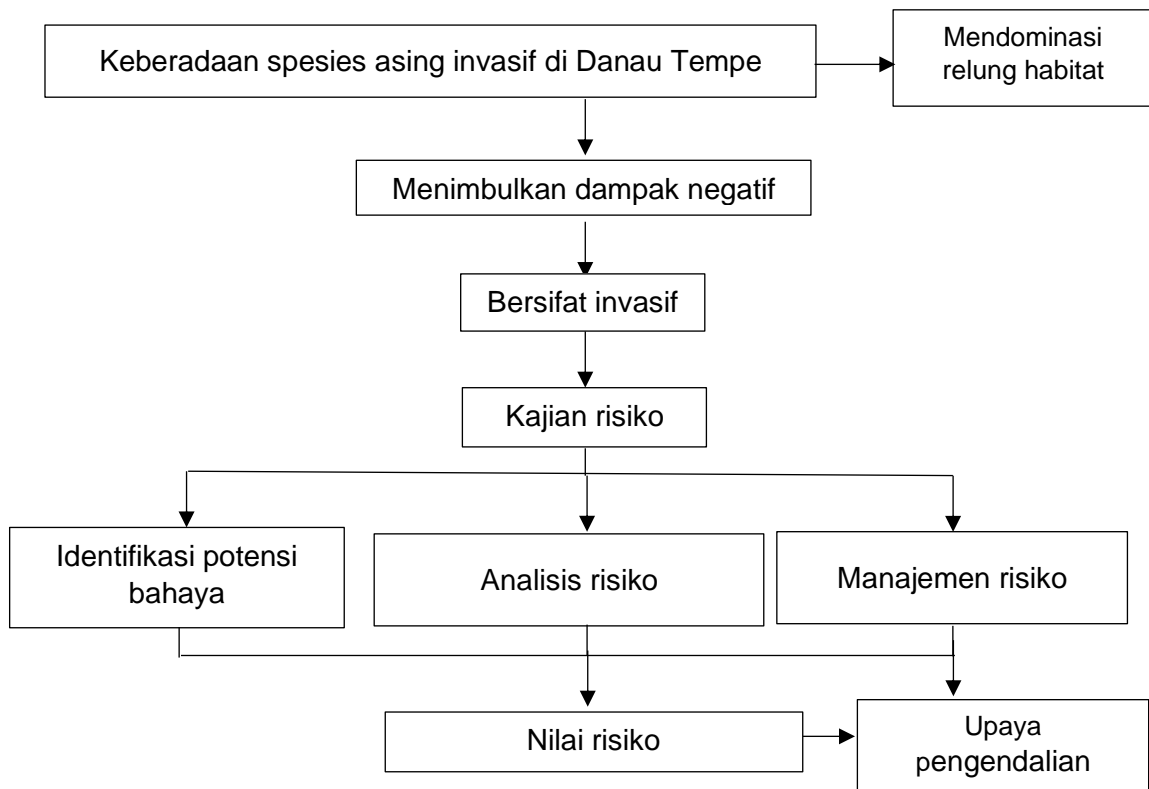 Keberadaan spesies asing invasif di Danau Tempe
Mendominasi
relung habitat
Menimbulkan dampak negatif
Bersifat invasif
Kajian risiko
Identifikasi potensi
bahaya
Analisis risiko
Manajemen risiko
Nilai risiko
Upaya
pengendalian